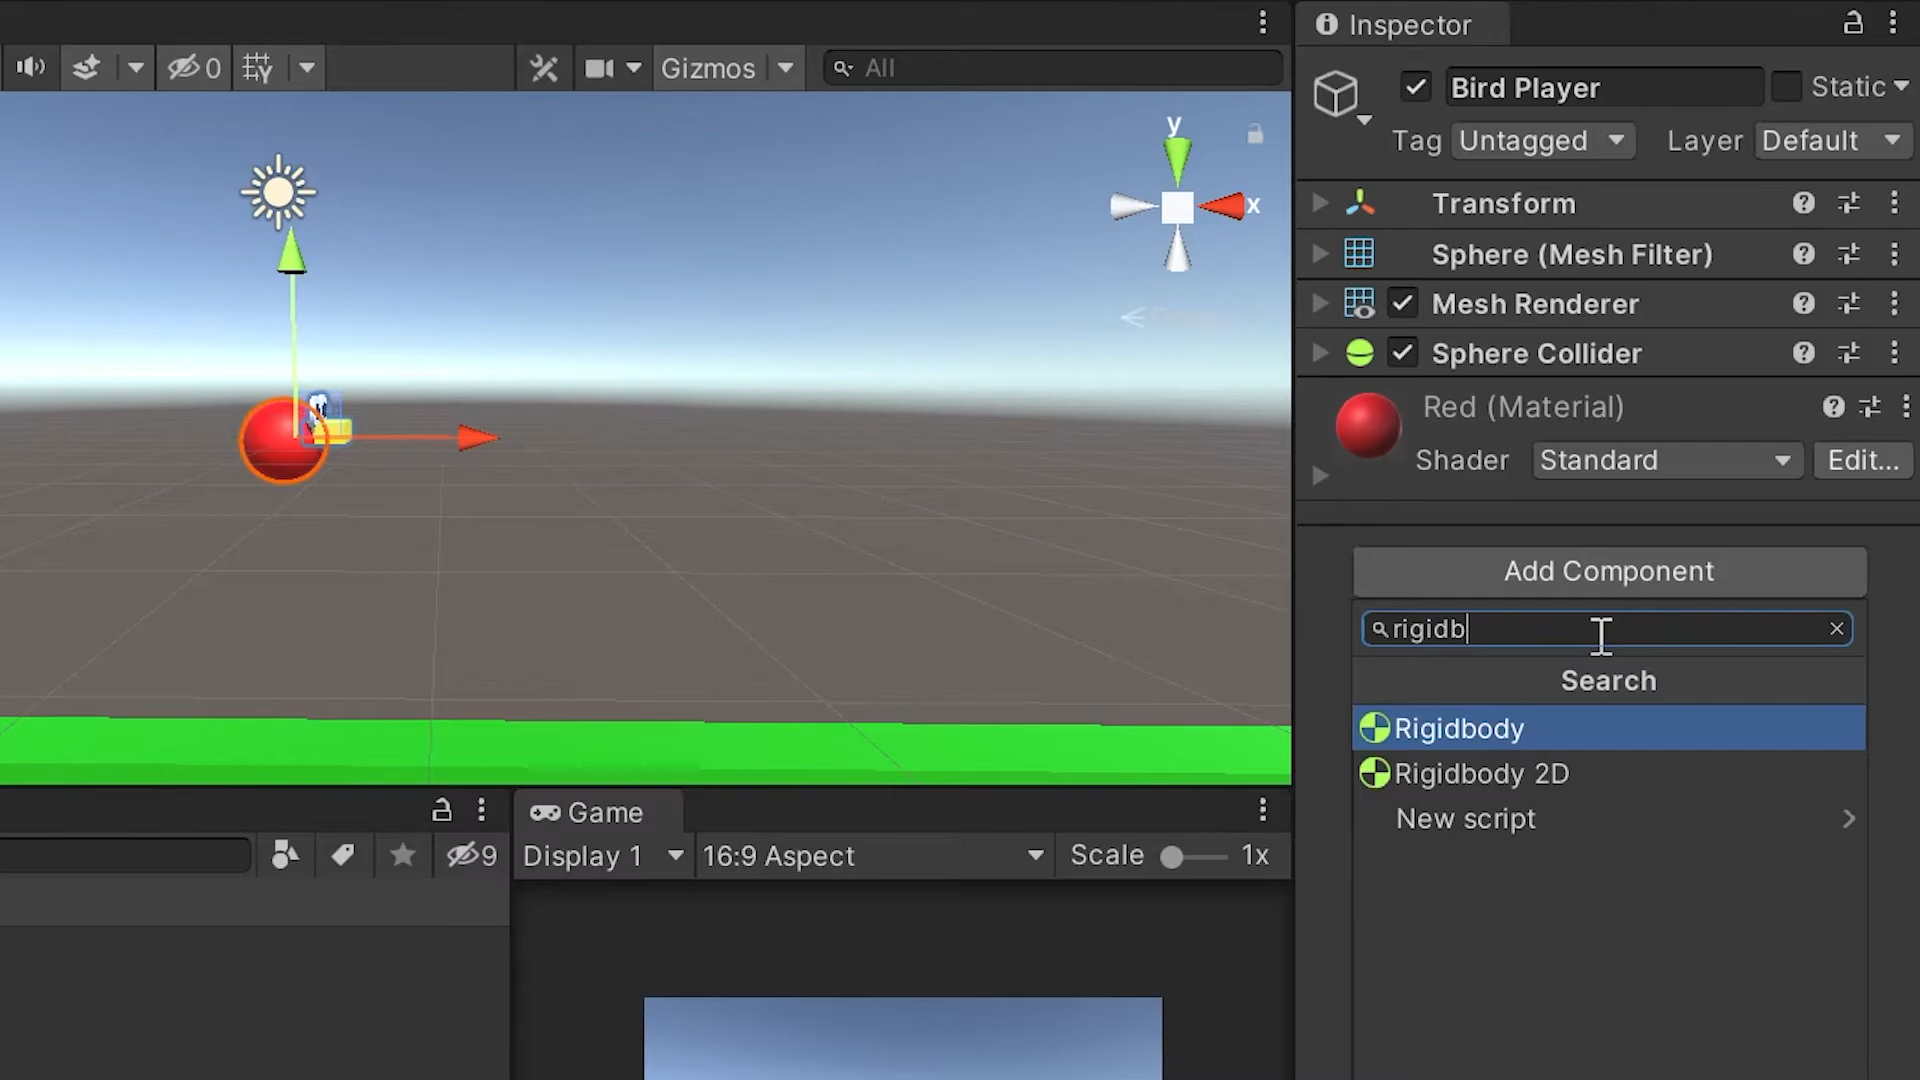 Inspector
0
Gizmos
All
Bird Player
Static
Tag Untagged Layer Default
y
x
Transform
Sphere (Mesh Filter)
Mesh Renderer
Sphere Collider
Red (Material)
Shader Standard Edit...
Add Component
rigidb
Search
Rigidbody
Rigidbody 2D
New script
Game
9
Display 1 16:9 Aspect Scale 1x